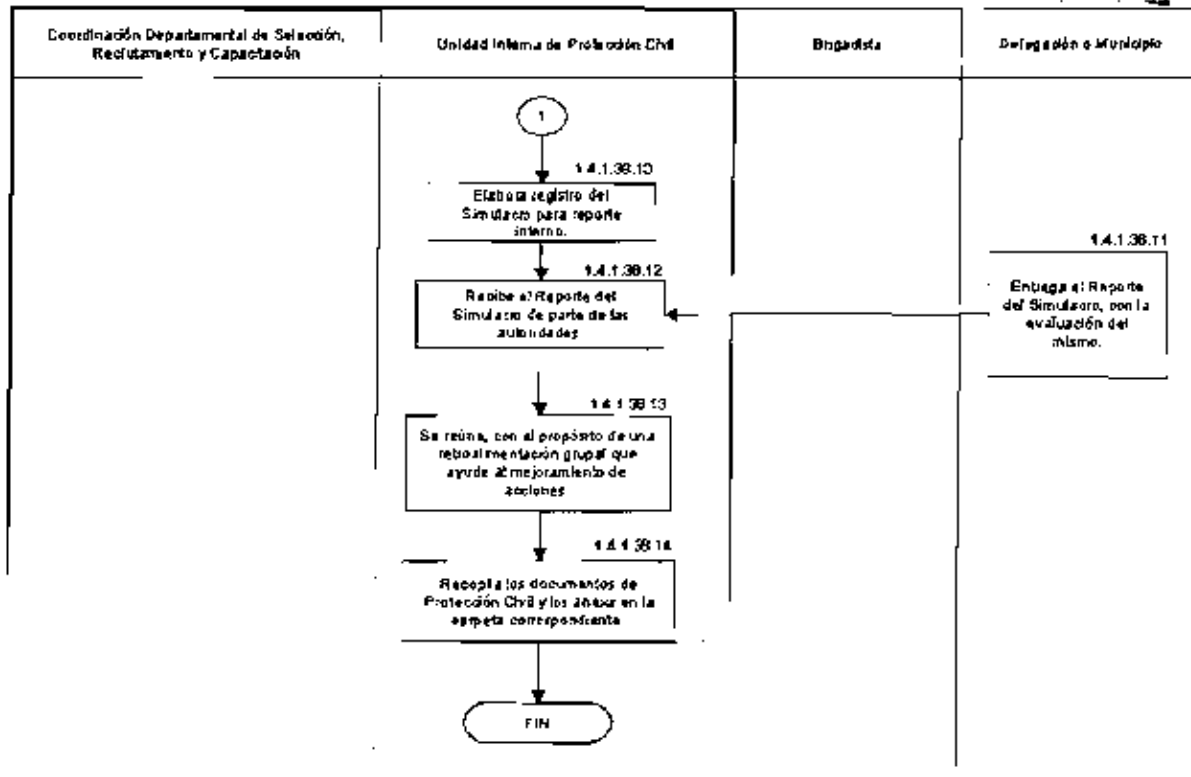 Coordinación Departamental de Selección,
Reclutamiento y Capacitación
Unidad Interna de Protección Civil
Brigadista
Delegación o Municipio
1
1.4.1.38.10
Elabora registro del
Simulacro para reporte
interno.
1.4.1.38.11
Entrega el Reporte
del Simulacro, con la
evaluación del
mismo.
1.4.1.38.12
Recibe el Reporte del
Simulacro de parte de las
autoridades
1.4.1.38.13
Se reúne, con el propósito de una
retroalimentación grupal que
ayude al mejoramiento de
acciones
1.4.1.38.14
Recopila los documentos de
Protección Civil y los anexa en la
carpeta correspondiente
FIN